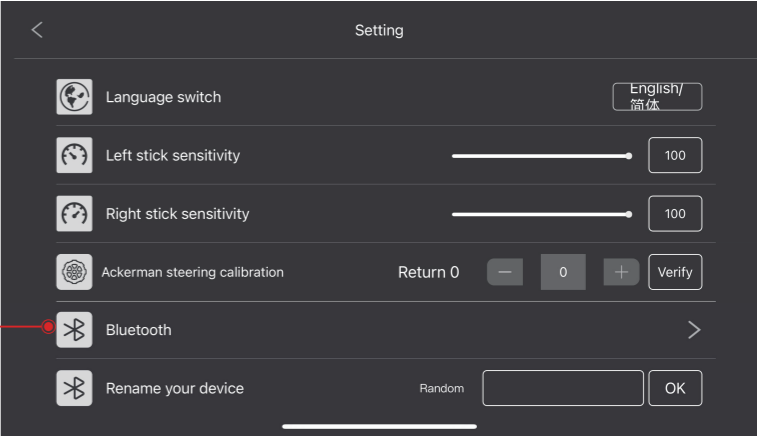 Setting
Language switch
English/
简体
Left stick sensitivity
100
Right stick sensitivity
100
Ackerman steering calibration
Return 0
0
Verify
Bluetooth
Rename your device
Random
OK